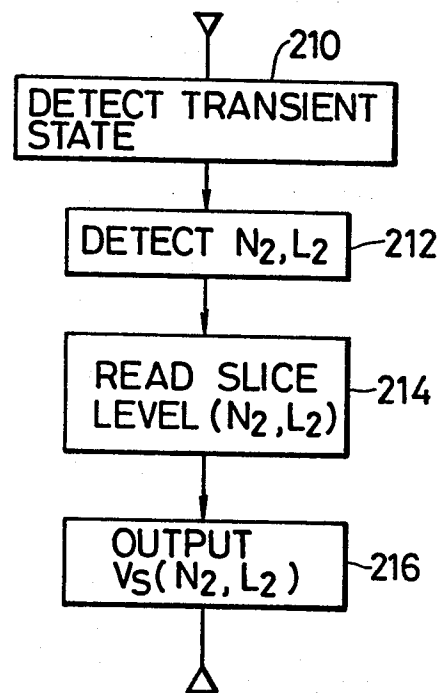 210
DETECT TRANSIENT
STATE
DETECT N₂, L₂
212
READ SLICE
LEVEL (N₂, L₂)
214
OUTPUT
VS(N₂, L₂)
216